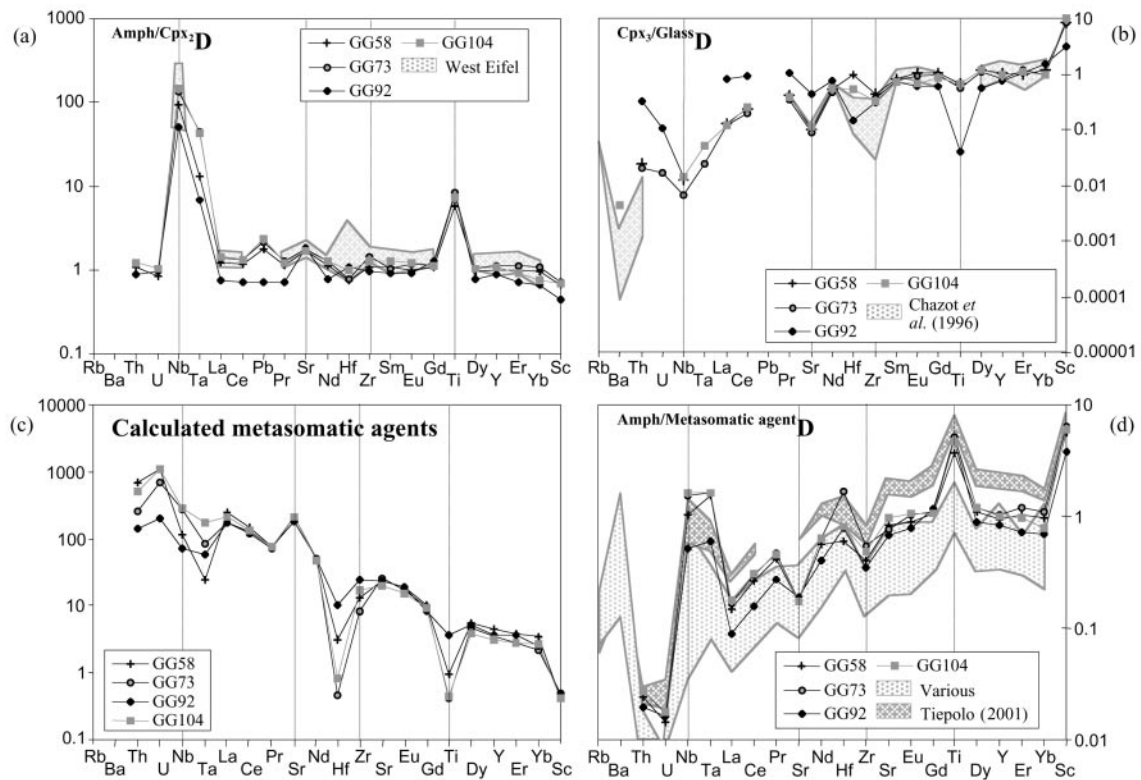 (a)
Amph/Cpx₂D
GG58
GG104
GG73
West Eifel
GG92
1000
100
10
1
0.1
Rb Ba Th U Nb Ta La Ce Pb Pr Sr Nd Hf Zr Sm Eu Gd Ti Dy Y Er Yb Sc
(b)
Cpx₃/GlassD
10
1
0.1
0.01
0.001
0.0001
0.00001
GG58
GG104
GG73
Chazot et
al. (1996)
GG92
Rb Ba Th U Nb Ta La Ce Pb Pr Sr Nd Hf Zr Sm Eu Gd Ti Dy Y Er Yb Sc
(c)
Calculated metasomatic agents
10000
1000
100
10
1
0.1
GG58
GG73
GG92
GG104
Rb Ba Th U Nb Ta La Ce Pr Sr Nd Hf Zr Sr Eu Gd Ti Dy Y Er Yb Sc
(d)
Amph/Metasomatic agentD
10
1
0.1
0.01
GG58
GG104
GG73
Various
GG92
Tiepolo (2001)
Rb Ba Th U Nb Ta La Ce Pr Sr Nd Hf Zr Sr Eu Gd Ti Dy Y Er Yb Sc